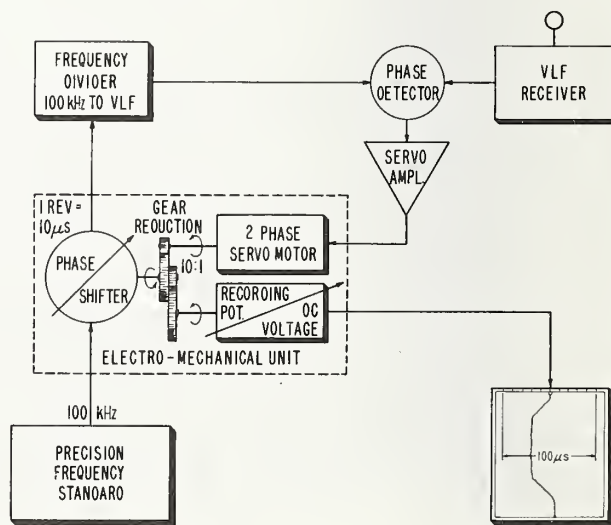 FREQUENCY
DIVIDER
100 kHz TO VLF
PHASE
DETECTOR
VLF
RECEIVER
SERVO
AMPL.
1 REV =
10μs
GEAR
REDUCTION
10:1
2 PHASE
SERVO MOTOR
PHASE
SHIFTER
RECORDING
POT.
DC
VOLTAGE
ELECTRO-MECHANICAL UNIT
100 kHz
PRECISION
FREQUENCY
STANDARD
100μs